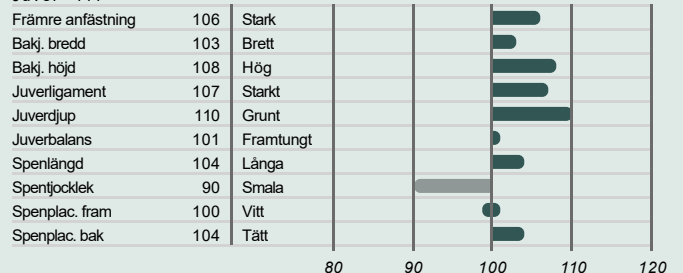 Främre anfästning 106 Stark
Bakj. bredd 103 Brett
Bakj. höjd 108 Hög
Juverligament 107 Starkt
Juverdjup 110 Grunt
Juverbalans 101 Framtungt
Spenlängd 104 Långa
Spentjocklek 90 Smala
Spenplac. fram 100 Vitt
Spenplac. bak 104 Tätt
80 90 100 110 120